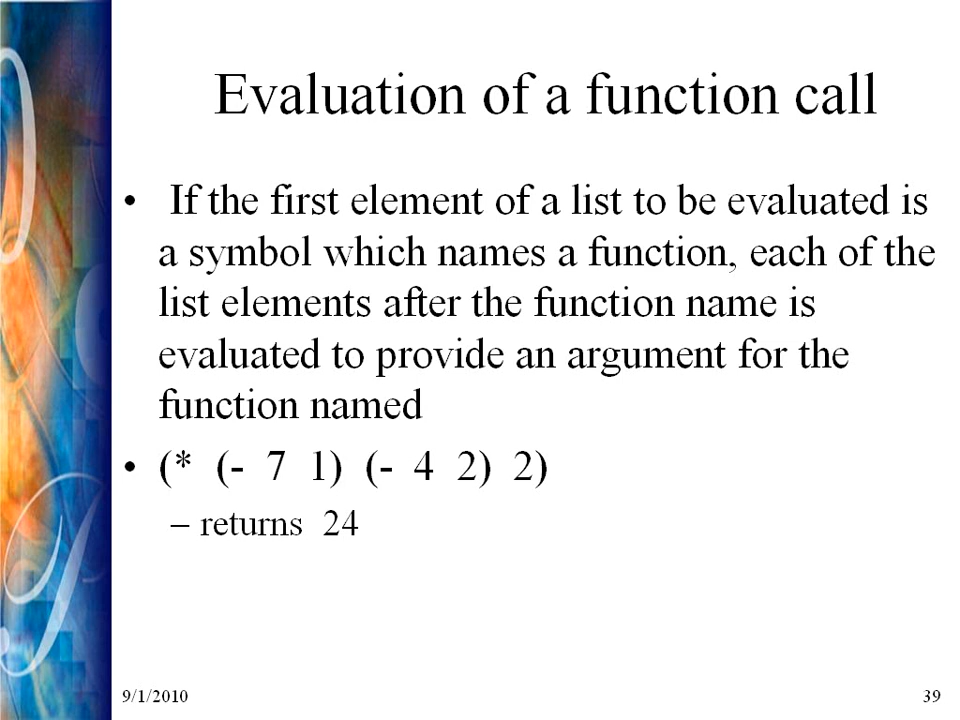 Evaluation of a function call
• If the first element of a list to be evaluated is
a symbol which names a function, each of the
list elements after the function name is
evaluated to provide an argument for the
function named
• (* (- 7 1) (- 4 2) 2)
– returns 24
9/1/2010 39